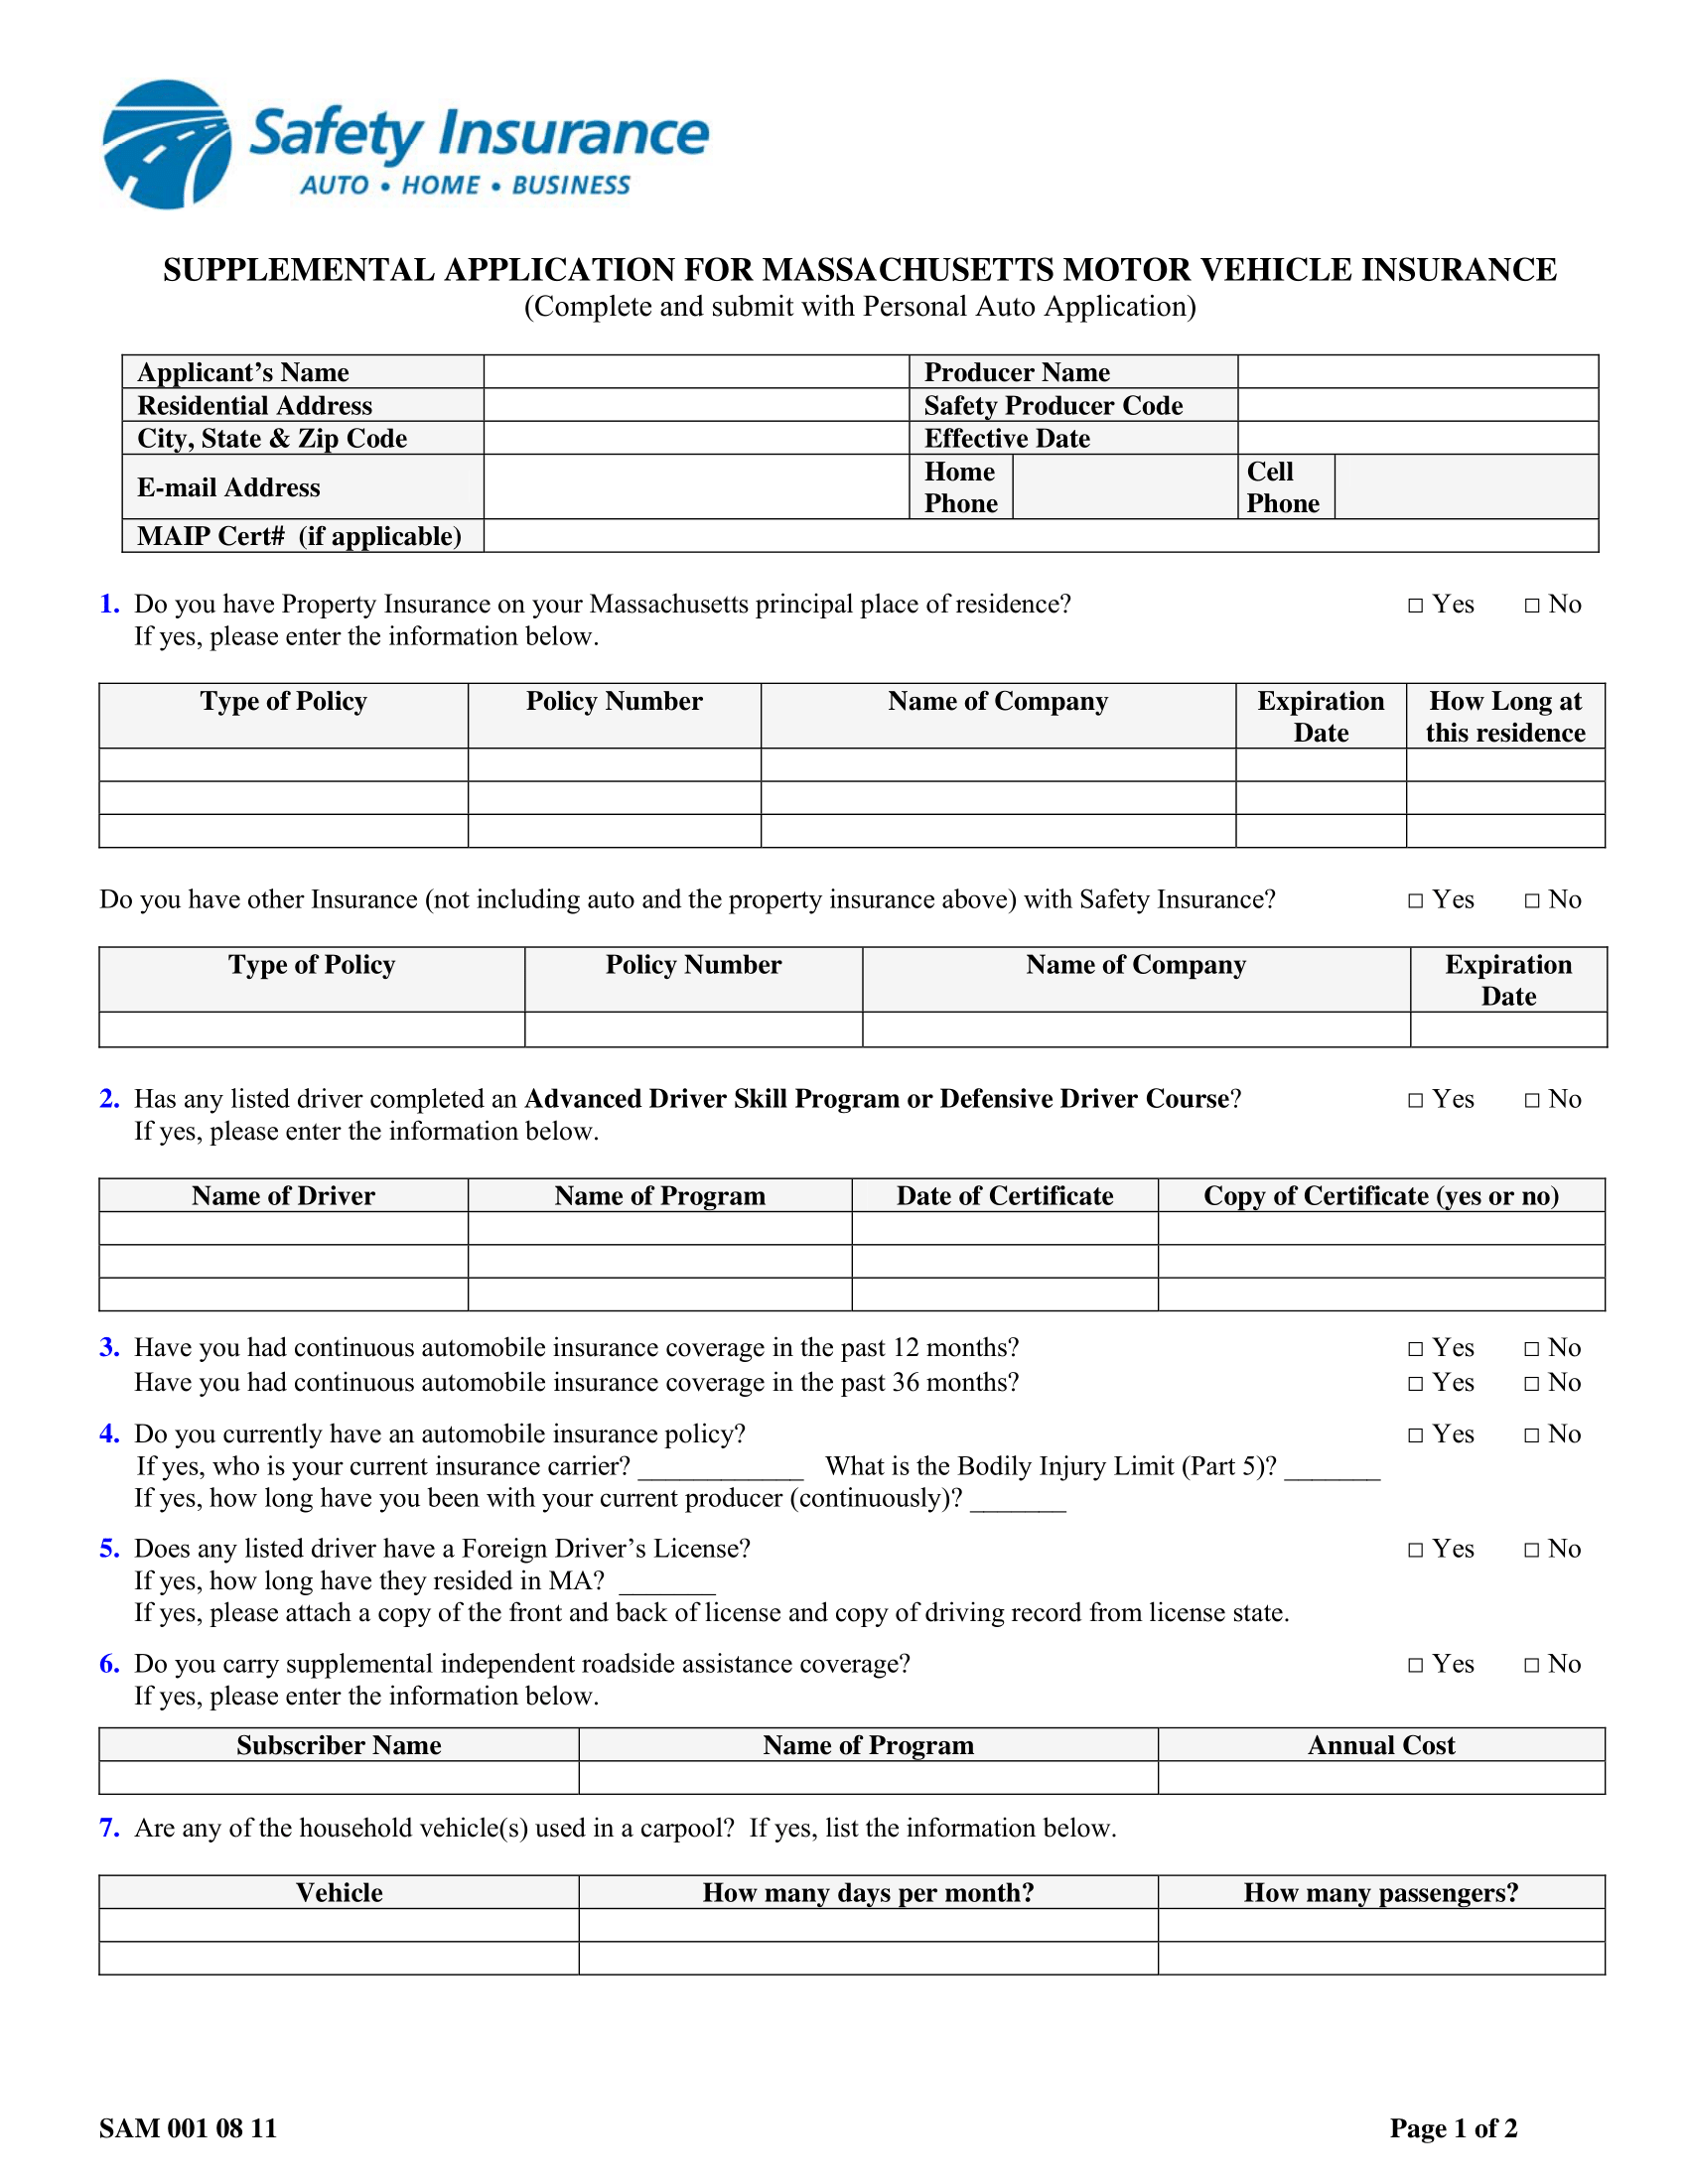 Safety Insurance
AUTO • HOME • BUSINESS
SUPPLEMENTAL APPLICATION FOR MASSACHUSETTS MOTOR VEHICLE INSURANCE
(Complete and submit with Personal Auto Application)
Applicant’s Name Producer Name
Residential Address Safety Producer Code
City, State & Zip Code Effective Date
E-mail Address Home Phone Cell Phone
MAIP Cert# (if applicable)
1. Do you have Property Insurance on your Massachusetts principal place of residence? □ Yes □ No
If yes, please enter the information below.
Type of Policy Policy Number Name of Company Expiration Date How Long at this residence
Do you have other Insurance (not including auto and the property insurance above) with Safety Insurance? □ Yes □ No
Type of Policy Policy Number Name of Company Expiration Date
2. Has any listed driver completed an Advanced Driver Skill Program or Defensive Driver Course? □ Yes □ No
If yes, please enter the information below.
Name of Driver Name of Program Date of Certificate Copy of Certificate (yes or no)
3. Have you had continuous automobile insurance coverage in the past 12 months? □ Yes □ No
Have you had continuous automobile insurance coverage in the past 36 months? □ Yes □ No
4. Do you currently have an automobile insurance policy? □ Yes □ No
If yes, who is your current insurance carrier? ____________ What is the Bodily Injury Limit (Part 5)? _______
If yes, how long have you been with your current producer (continuously)? _______
5. Does any listed driver have a Foreign Driver’s License? □ Yes □ No
If yes, how long have they resided in MA? _______
If yes, please attach a copy of the front and back of license and copy of driving record from license state.
6. Do you carry supplemental independent roadside assistance coverage? □ Yes □ No
If yes, please enter the information below.
Subscriber Name Name of Program Annual Cost
7. Are any of the household vehicle(s) used in a carpool? If yes, list the information below.
Vehicle How many days per month? How many passengers?
SAM 001 08 11 Page 1 of 2